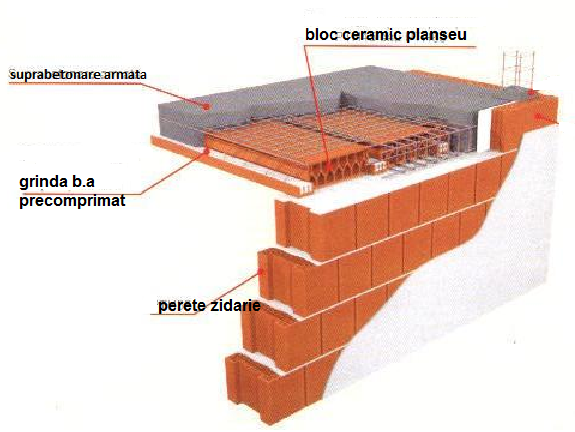 bloc ceramic planseu
suprabetonare armata
grinda b.a
precomprimat
perete zidarie